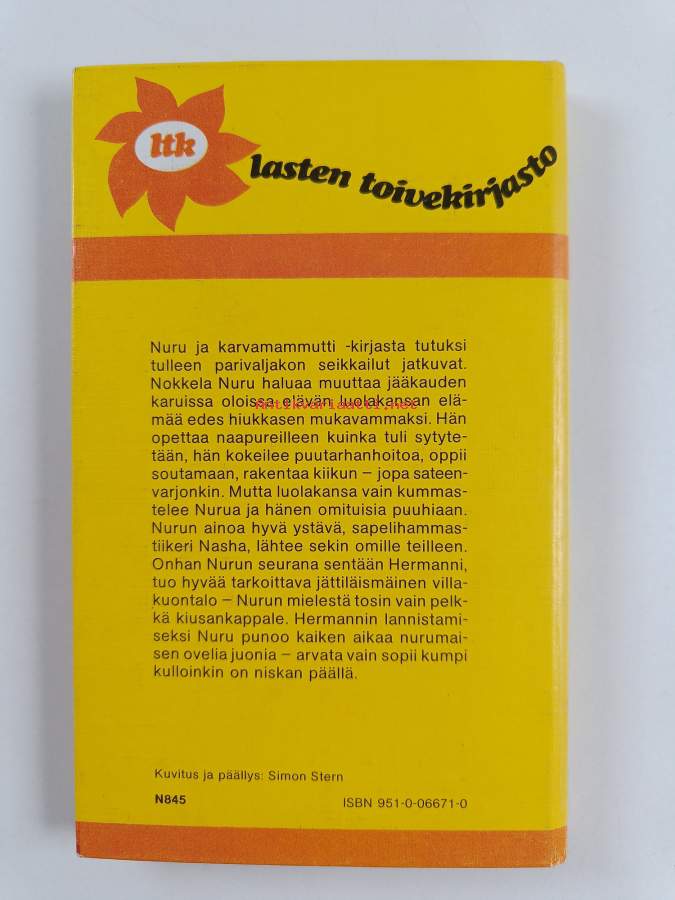 ltk
lasten toivekirjasto
Nuru ja karvamammutti -kirjasta tutuksi
tulleen parivaljakon seikkailut jatkuvat.
Nokkela Nuru haluaa muuttaa jääkauden
karuissa oloissa elävän luolakansan elä-
Antikvariaatti.net
mää edes hiukkasen mukavammaksi. Hän
opettaa naapureilleen kuinka tuli sytyte-
tään, hän kokeilee puutarhanhoitoa, oppii
soutamaan, rakentaa kiikun – jopa sateen-
varjonkin. Mutta luolakansa vain kummas-
telee Nurua ja hänen omituisia puuhiaan.
Nurun ainoa hyvä ystävä, sapelihammas-
tiikeri Nasha, lähtee sekin omille teilleen.
Onhan Nurun seurana sentään Hermanni,
tuo hyvää tarkoittava jättiläismäinen villa-
kuontalo – Nurun mielestä tosin vain pelk-
kä kiusankappale. Hermannin lannistami-
seksi Nuru punoo kaiken aikaa nurumai-
sen ovelia juonia – arvata vain sopii kumpi
kulloinkin on niskan päällä.
Kuvitus ja päällys: Simon Stern
N845
ISBN 951-0-06671-0